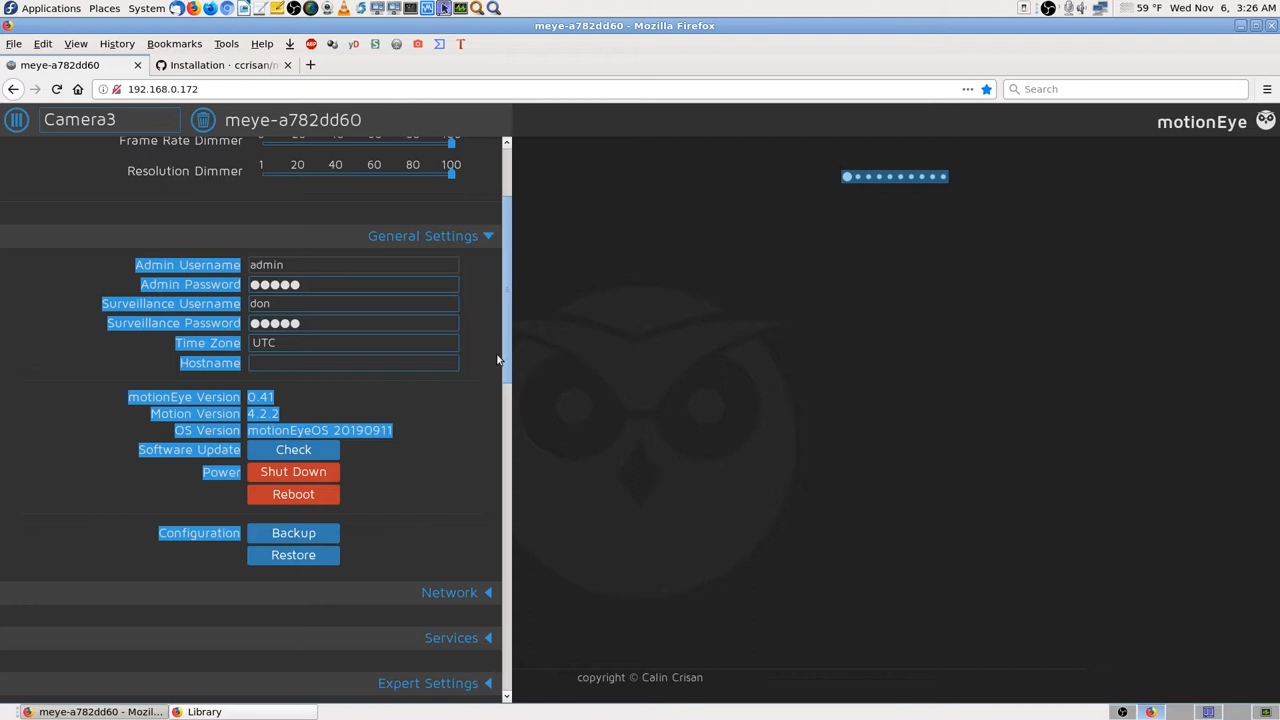 Applications Places System 59 °F Wed Nov 6, 3:26 AM
meye-a782dd60 - Mozilla Firefox
File Edit View History Bookmarks Tools Help
meye-a782dd60 Installation · ccrisan/m
192.168.0.172 Search
Camera3 meye-a782dd60 motionEye
Frame Rate Dimmer
Resolution Dimmer 1 20 40 60 80 100
General Settings
Admin Username admin
Admin Password
Surveillance Username don
Surveillance Password
Time Zone UTC
Hostname
motionEye Version 0.41
Motion Version 4.2.2
OS Version motionEyeOS 20190911
Software Update Check
Power Shut Down
Reboot
Configuration Backup
Restore
Network
Services
Expert Settings
copyright © Calin Crisan
meye-a782dd60 - Mozil... Library